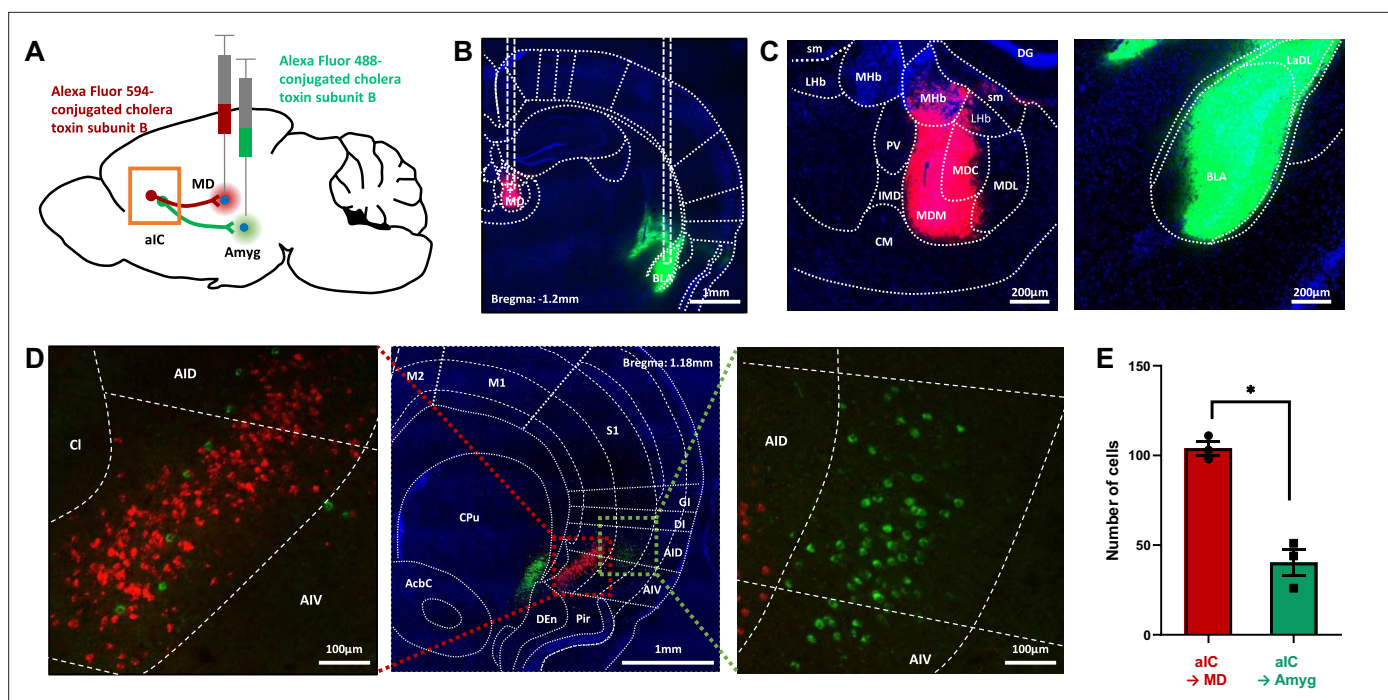 A
Alexa Fluor 594-
conjugated cholera
toxin subunit B
Alexa Fluor 488-
conjugated cholera
toxin subunit B
MD
aIC
Amyg
B
MD
BLA
Bregma: -1.2mm
1mm
C
sm
LHb
MHb
MHb
sm
LHb
DG
PV
MDC
MDL
IMD
MDM
CM
200µm
LaDL
BLA
200µm
D
AID
Cl
AIV
100µm
Bregma: 1.18mm
M2
M1
S1
CPu
GI
DI
AID
AIV
AcbC
DEn
Pir
1mm
AID
AIV
100µm
E
Number of cells
150
100
50
0
*
aIC
→ MD
aIC
→ Amyg